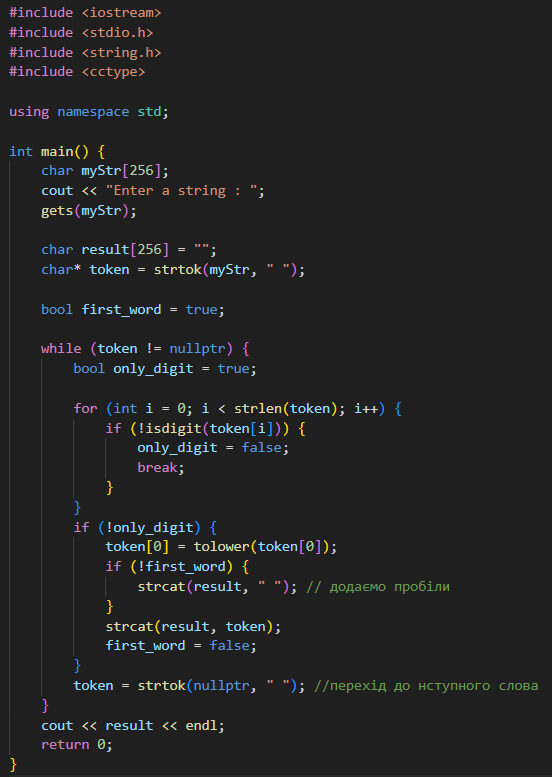 #include <iostream>
#include <stdio.h>
#include <string.h>
#include <cctype>

using namespace std;

int main() {
    char myStr[256];
    cout << "Enter a string : ";
    gets(myStr);

    char result[256] = "";
    char* token = strtok(myStr, " ");

    bool first_word = true;

    while (token != nullptr) {
        bool only_digit = true;

        for (int i = 0; i < strlen(token); i++) {
            if (!isdigit(token[i])) {
                only_digit = false;
                break;
            }
        }
        if (!only_digit) {
            token[0] = tolower(token[0]);
            if (!first_word) {
                strcat(result, " "); // додаємо пробіли
            }
            strcat(result, token);
            first_word = false;
        }
        token = strtok(nullptr, " "); //перехід до нступного слова
    }
    cout << result << endl;
    return 0;
}